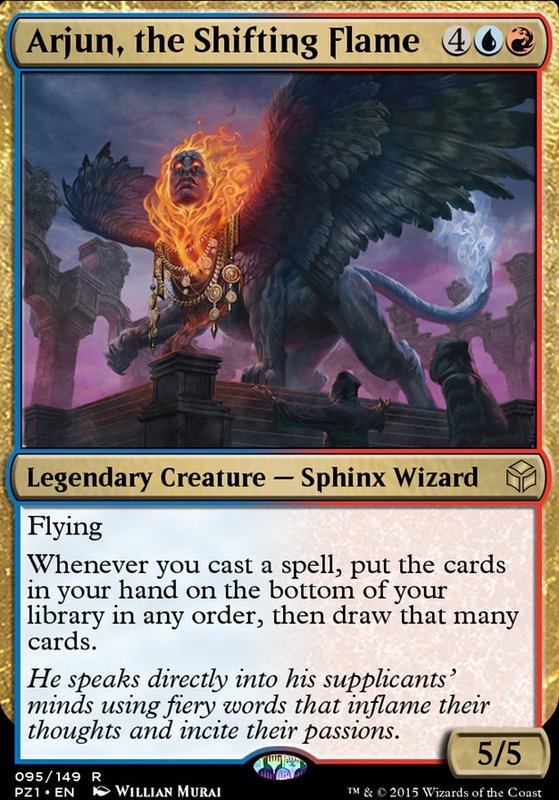 Arjun, the Shifting Flame 4
Legendary Creature — Sphinx Wizard
Flying
Whenever you cast a spell, put the cards
in your hand on the bottom of your
library in any order, then draw that many
cards.
He speaks directly into his supplicants’
minds using fiery words that inflame their
thoughts and incite their passions.
5/5
095/149 R
PZ1 • EN Willian Murai
™ & © 2015 Wizards of the Coast